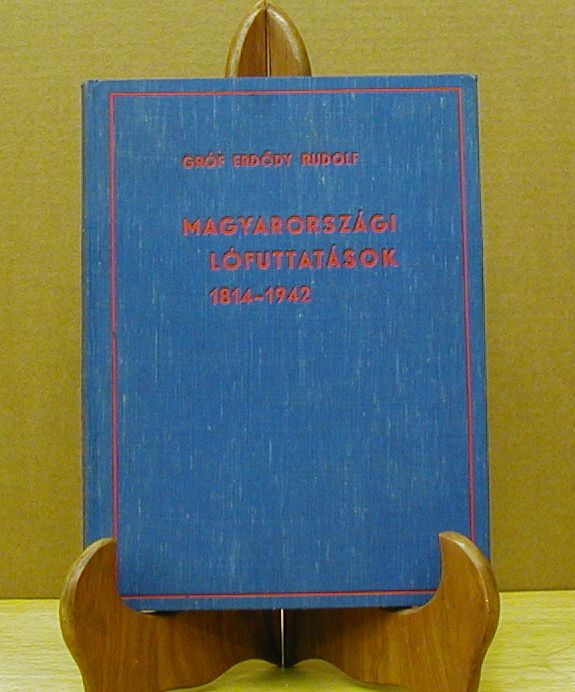 GRÓF ERDŐDY RUDOLF
MAGYARORSZÁGI
LÓFUTTATÁSOK
1814-1942